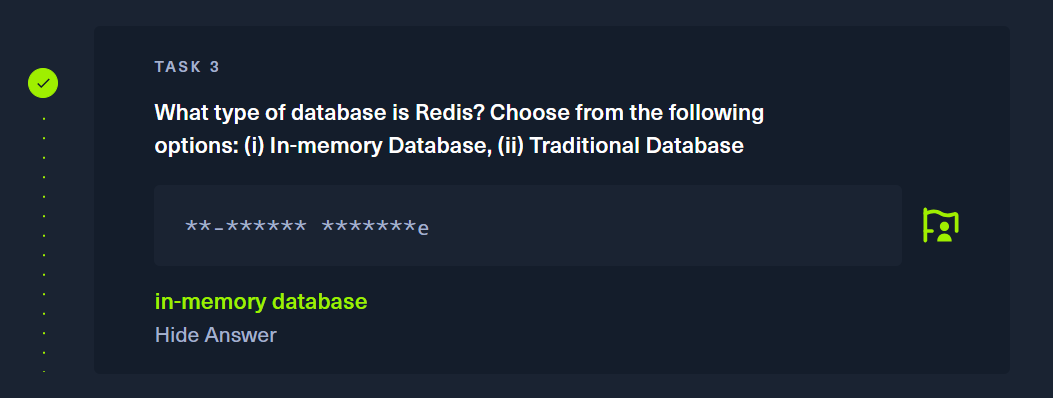 TASK 3
What type of database is Redis? Choose from the following
options: (i) In-memory Database, (ii) Traditional Database
**-****** *******e
in-memory database
Hide Answer